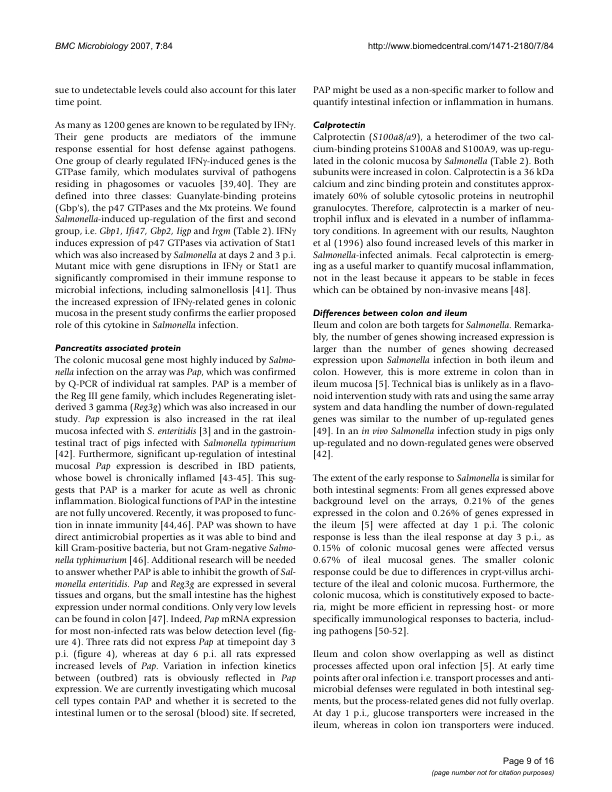 BMC Microbiology 2007, 7:84
http://www.biomedcentral.com/1471-2180/7/84
sue to undetectable levels could also account for this later
time point.
As many as 1200 genes are known to be regulated by IFNγ.
Their gene products are mediators of the immune
response essential for host defense against pathogens.
One group of clearly regulated IFNγ-induced genes is the
GTPase family, which modulates survival of pathogens
residing in phagosomes or vacuoles [39,40]. They are
defined into three classes: Guanylate-binding proteins
(Gbp's), the p47 GTPases and the Mx proteins. We found
Salmonella-induced up-regulation of the first and second
group, i.e. Gbp1, Ifi47, Gbp2, Iigp and Irgm (Table 2). IFNγ
induces expression of p47 GTPases via activation of Stat1
which was also increased by Salmonella at days 2 and 3 p.i.
Mutant mice with gene disruptions in IFNγ or Stat1 are
significantly compromised in their immune response to
microbial infections, including salmonellosis [41]. Thus
the increased expression of IFNγ-related genes in colonic
mucosa in the present study confirms the earlier proposed
role of this cytokine in Salmonella infection.
Pancreatits associated protein
The colonic mucosal gene most highly induced by Salmo-
nella infection on the array was Pap, which was confirmed
by Q-PCR of individual rat samples. PAP is a member of
the Reg III gene family, which includes Regenerating islet-
derived 3 gamma (Reg3g) which was also increased in our
study. Pap expression is also increased in the rat ileal
mucosa infected with S. enteritidis [3] and in the gastroin-
testinal tract of pigs infected with Salmonella typimurium
[42]. Furthermore, significant up-regulation of intestinal
mucosal Pap expression is described in IBD patients,
whose bowel is chronically inflamed [43-45]. This sug-
gests that PAP is a marker for acute as well as chronic
inflammation. Biological functions of PAP in the intestine
are not fully uncovered. Recently, it was proposed to func-
tion in innate immunity [44,46]. PAP was shown to have
direct antimicrobial properties as it was able to bind and
kill Gram-positive bacteria, but not Gram-negative Salmo-
nella typhimurium [46]. Additional research will be needed
to answer whether PAP is able to inhibit the growth of Sal-
monella enteritidis. Pap and Reg3g are expressed in several
tissues and organs, but the small intestine has the highest
expression under normal conditions. Only very low levels
can be found in colon [47]. Indeed, Pap mRNA expression
for most non-infected rats was below detection level (fig-
ure 4). Three rats did not express Pap at timepoint day 3
p.i. (figure 4), whereas at day 6 p.i. all rats expressed
increased levels of Pap. Variation in infection kinetics
between (outbred) rats is obviously reflected in Pap
expression. We are currently investigating which mucosal
cell types contain PAP and whether it is secreted to the
intestinal lumen or to the serosal (blood) site. If secreted,
PAP might be used as a non-specific marker to follow and
quantify intestinal infection or inflammation in humans.
Calprotectin
Calprotectin (S100a8/a9), a heterodimer of the two cal-
cium-binding proteins S100A8 and S100A9, was up-regu-
lated in the colonic mucosa by Salmonella (Table 2). Both
subunits were increased in colon. Calprotectin is a 36 kDa
calcium and zinc binding protein and constitutes approx-
imately 60% of soluble cytosolic proteins in neutrophil
granulocytes. Therefore, calprotectin is a marker of neu-
trophil influx and is elevated in a number of inflamma-
tory conditions. In agreement with our results, Naughton
et al (1996) also found increased levels of this marker in
Salmonella-infected animals. Fecal calprotectin is emerg-
ing as a useful marker to quantify mucosal inflammation,
not in the least because it appears to be stable in feces
which can be obtained by non-invasive means [48].
Differences between colon and ileum
Ileum and colon are both targets for Salmonella. Remarka-
bly, the number of genes showing increased expression is
larger than the number of genes showing decreased
expression upon Salmonella infection in both ileum and
colon. However, this is more extreme in colon than in
ileum mucosa [5]. Technical bias is unlikely as in a flavo-
noid intervention study with rats and using the same array
system and data handling the number of down-regulated
genes was similar to the number of up-regulated genes
[49]. In an in vivo Salmonella infection study in pigs only
up-regulated and no down-regulated genes were observed
[42].
The extent of the early response to Salmonella is similar for
both intestinal segments: From all genes expressed above
background level on the arrays, 0.21% of the genes
expressed in the colon and 0.26% of genes expressed in
the ileum [5] were affected at day 1 p.i. The colonic
response is less than the ileal response at day 3 p.i., as
0.15% of colonic mucosal genes were affected versus
0.67% of ileal mucosal genes. The smaller colonic
response could be due to differences in crypt-villus archi-
tecture of the ileal and colonic mucosa. Furthermore, the
colonic mucosa, which is constitutively exposed to bacte-
ria, might be more efficient in repressing host- or more
specifically immunological responses to bacteria, includ-
ing pathogens [50-52].
Ileum and colon show overlapping as well as distinct
processes affected upon oral infection [5]. At early time
points after oral infection i.e. transport processes and anti-
microbial defenses were regulated in both intestinal seg-
ments, but the process-related genes did not fully overlap.
At day 1 p.i., glucose transporters were increased in the
ileum, whereas in colon ion transporters were induced.
Page 9 of 16
(page number not for citation purposes)